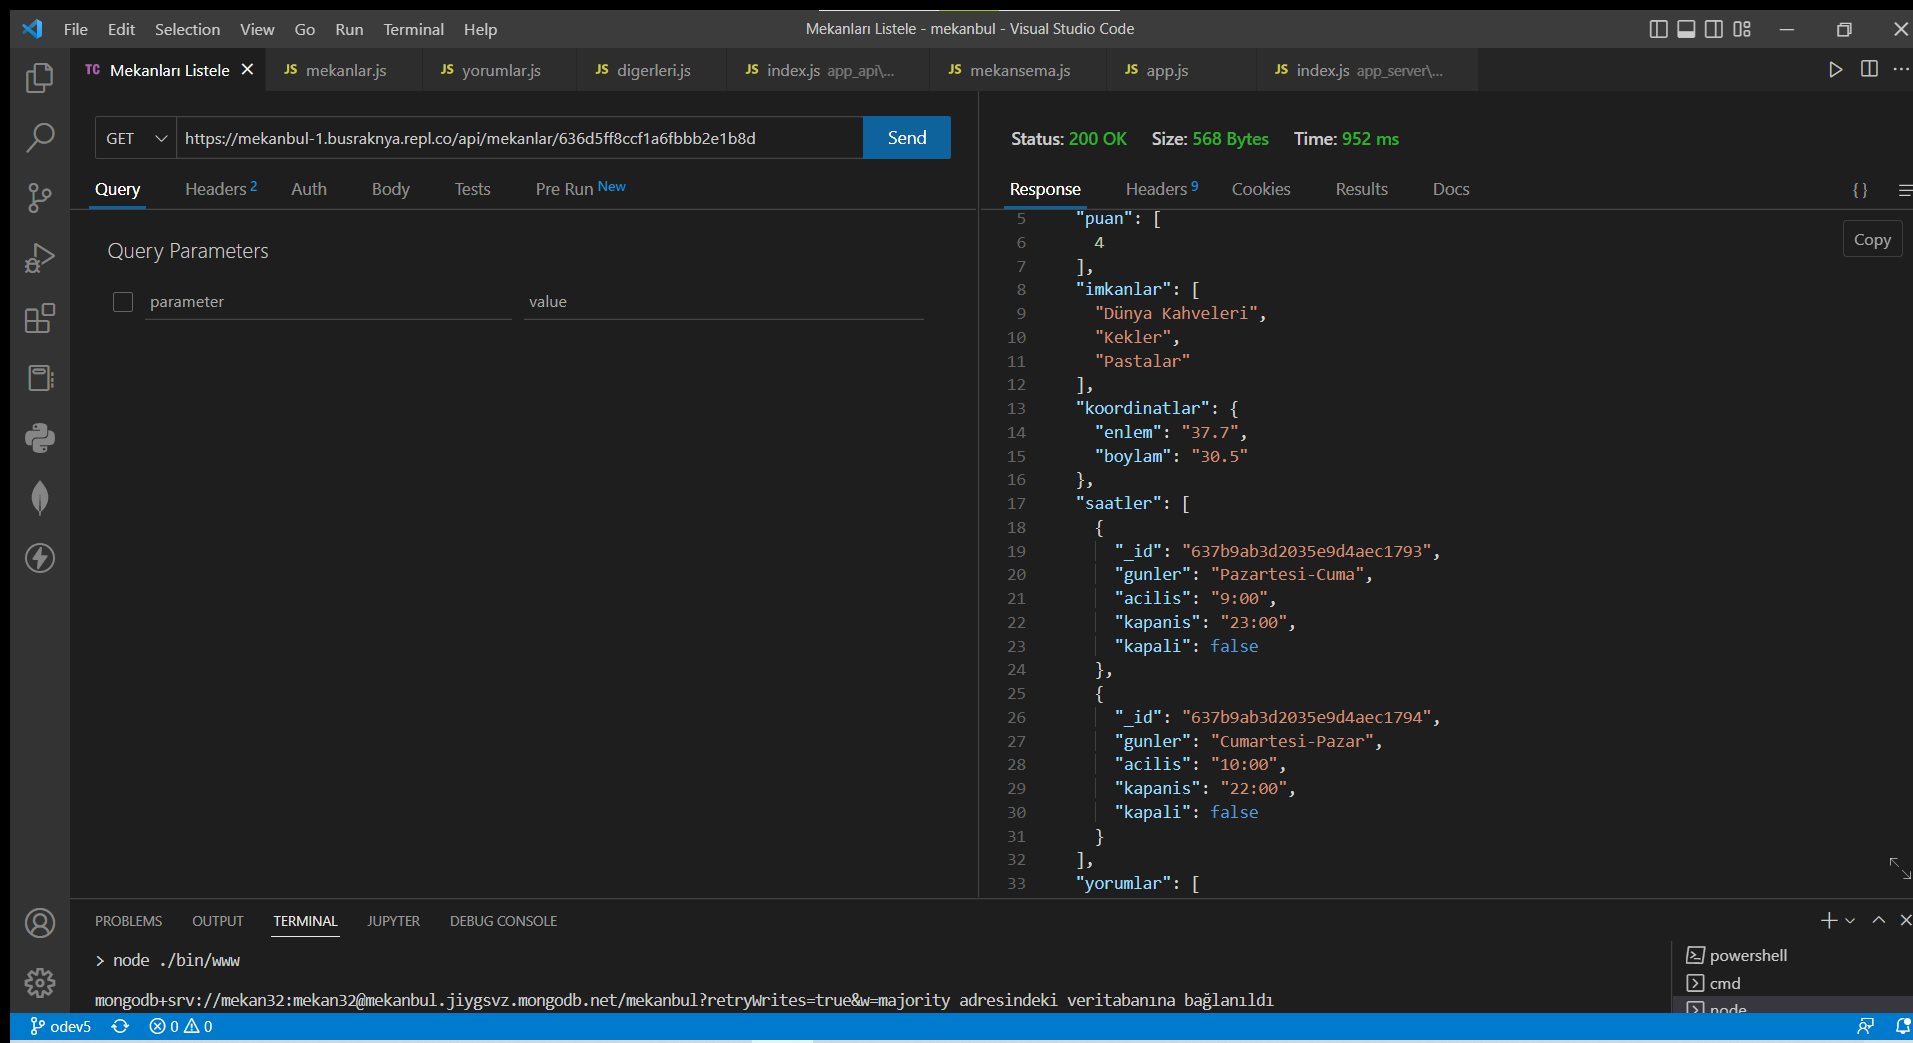 File Edit Selection View Go Run Terminal Help
Mekanları Listele - mekanbul - Visual Studio Code
TC Mekanları Listele
JS mekanlar.js
JS yorumlar.js
JS digerleri.js
JS index.js app_api\...
JS mekansema.js
JS app.js
JS index.js app_server\...
GET https://mekanbul-1.busraknya.repl.co/api/mekanlar/636d5ff8ccf1a6fbbb2e1b8d Send
Query Headers 2 Auth Body Tests Pre Run New
Query Parameters
parameter value
Status: 200 OK Size: 568 Bytes Time: 952 ms
Response Headers 9 Cookies Results Docs {}
Copy
5 "puan": [
6 4
7 ],
8 "imkanlar": [
9 "Dünya Kahveleri",
10 "Kekler",
11 "Pastalar"
12 ],
13 "koordinatlar": {
14 "enlem": "37.7",
15 "boylam": "30.5"
16 },
17 "saatler": [
18 {
19 "_id": "637b9ab3d2035e9d4aec1793",
20 "gunler": "Pazartesi-Cuma",
21 "acilis": "9:00",
22 "kapanis": "23:00",
23 "kapali": false
24 },
25 {
26 "_id": "637b9ab3d2035e9d4aec1794",
27 "gunler": "Cumartesi-Pazar",
28 "acilis": "10:00",
29 "kapanis": "22:00",
30 "kapali": false
31 }
32 ],
33 "yorumlar": [
PROBLEMS OUTPUT TERMINAL JUPYTER DEBUG CONSOLE
> node ./bin/www
mongodb+srv://mekan32:mekan32@mekanbul.jiygsvz.mongodb.net/mekanbul?retryWrites=true&w=majority adresindeki veritabanına bağlanıldı
powershell
cmd
node
odev5 0 0